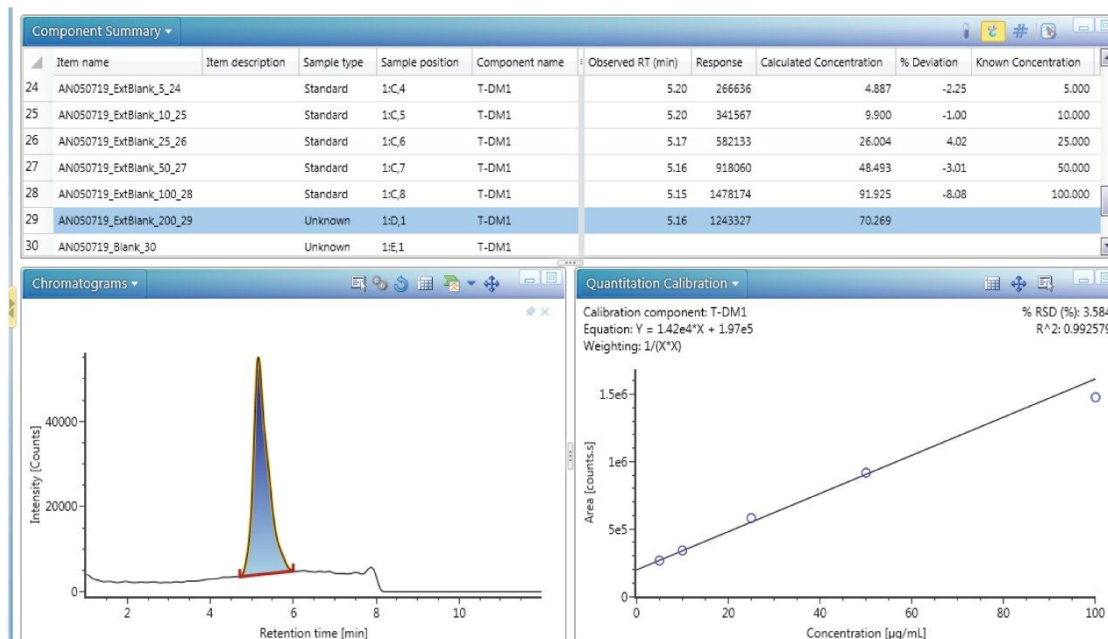 Component Summary
Item name Item description Sample type Sample position Component name Observed RT (min) Response Calculated Concentration % Deviation Known Concentration
24 AN050719_ExtBlank_5_24 Standard 1:C,4 T-DM1 5.20 266636 4.887 -2.25 5.000
25 AN050719_ExtBlank_10_25 Standard 1:C,5 T-DM1 5.20 341567 9.900 -1.00 10.000
26 AN050719_ExtBlank_25_26 Standard 1:C,6 T-DM1 5.17 582133 26.004 4.02 25.000
27 AN050719_ExtBlank_50_27 Standard 1:C,7 T-DM1 5.16 918060 48.493 -3.01 50.000
28 AN050719_ExtBlank_100_28 Standard 1:C,8 T-DM1 5.15 1478174 91.925 -8.08 100.000
29 AN050719_ExtBlank_200_29 Unknown 1:D,1 T-DM1 5.16 1243327 70.269
30 AN050719_Blank_30 Unknown 1:E,1 T-DM1
Chromatograms
40000
20000
0
Intensity [Counts]
2 4 6 8 10
Retention time [min]
Quantitation Calibration
Calibration component: T-DM1 % RSD (%): 3.584
Equation: Y = 1.42e4*X + 1.97e5 R^2: 0.992579
Weighting: 1/(X*X)
1.5e6
1e6
5e5
0
Area [counts.s]
0 20 40 60 80 100
Concentration [µg/mL]